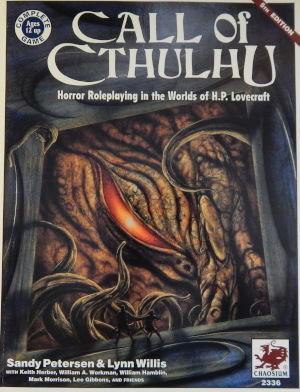 COMPLETE GAME
Ages 12 up
CALL of CTHULHU
5TH EDITION
Horror Roleplaying in the Worlds of H.P. Lovecraft
Sandy Petersen & Lynn Willis
WITH Keith Herber, William A. Workman, William Hamblin,
Mark Morrison, Lee Gibbons, AND FRIENDS
CHAOSIUM
2336